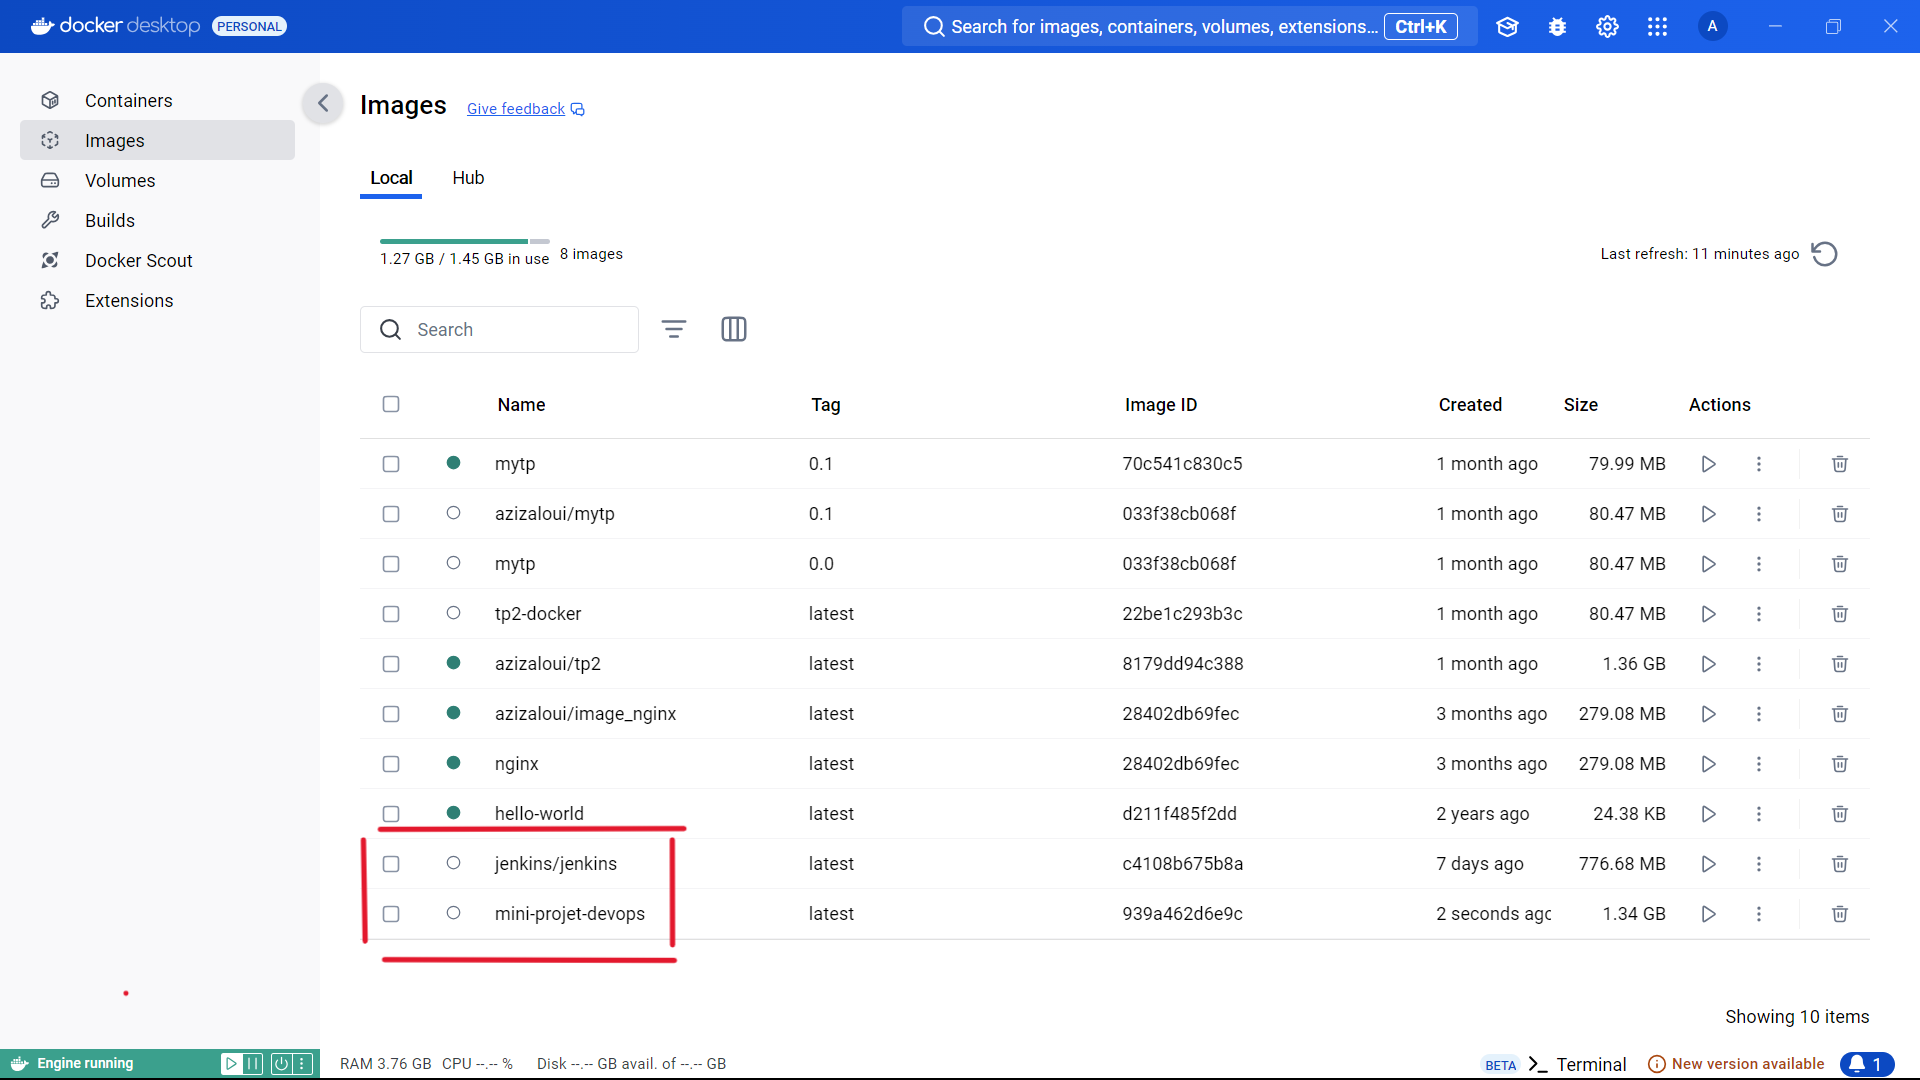 docker desktop PERSONAL Search for images, containers, volumes, extensions... Ctrl+K A
Containers
Images
Volumes
Builds
Docker Scout
Extensions
Images Give feedback
Local Hub
1.27 GB / 1.45 GB in use 8 images Last refresh: 11 minutes ago
Search
Name Tag Image ID Created Size Actions
mytp 0.1 70c541c830c5 1 month ago 79.99 MB
azizaloui/mytp 0.1 033f38cb068f 1 month ago 80.47 MB
mytp 0.0 033f38cb068f 1 month ago 80.47 MB
tp2-docker latest 22be1c293b3c 1 month ago 80.47 MB
azizaloui/tp2 latest 8179dd94c388 1 month ago 1.36 GB
azizaloui/image_nginx latest 28402db69fec 3 months ago 279.08 MB
nginx latest 28402db69fec 3 months ago 279.08 MB
hello-world latest d211f485f2dd 2 years ago 24.38 KB
jenkins/jenkins latest c4108b675b8a 7 days ago 776.68 MB
mini-projet-devops latest 939a462d6e9c 2 seconds ago 1.34 GB
Showing 10 items
Engine running RAM 3.76 GB CPU --.-- % Disk --.-- GB avail. of --.-- GB BETA Terminal New version available 1